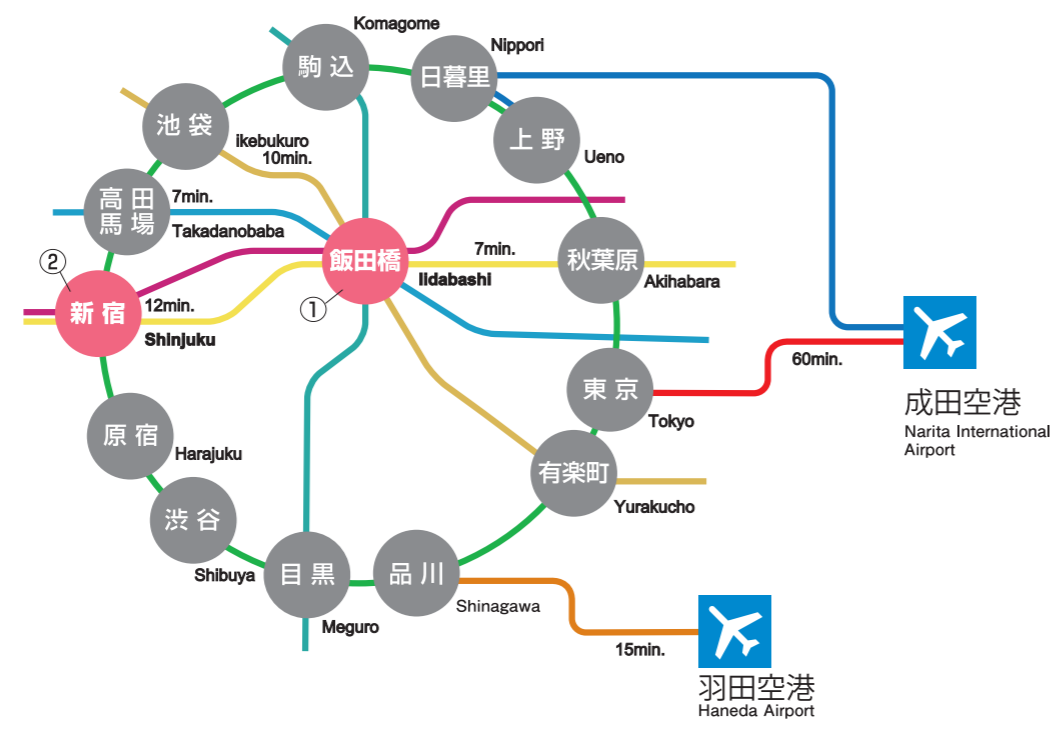 Komagome
駒込
Nippori
日暮里
池袋
ikebukuro
10min.
上野
Ueno
高田
馬場
7min.
Takadanobaba
②
飯田橋
①
Iidabashi
7min.
秋葉原
Akihabara
新宿
12min.
Shinjuku
東京
Tokyo
60min.
成田空港
Narita International
Airport
原宿
Harajuku
有楽町
Yurakucho
渋谷
Shibuya
目黒
Meguro
品川
Shinagawa
15min.
羽田空港
Haneda Airport